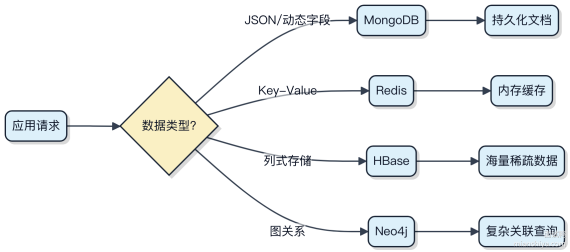 JSON/动态字段
MongoDB
持久化文档
Key-Value
Redis
内存缓存
应用请求
数据类型?
列式存储
HBase
海量稀疏数据
图关系
Neo4j
复杂关联查询